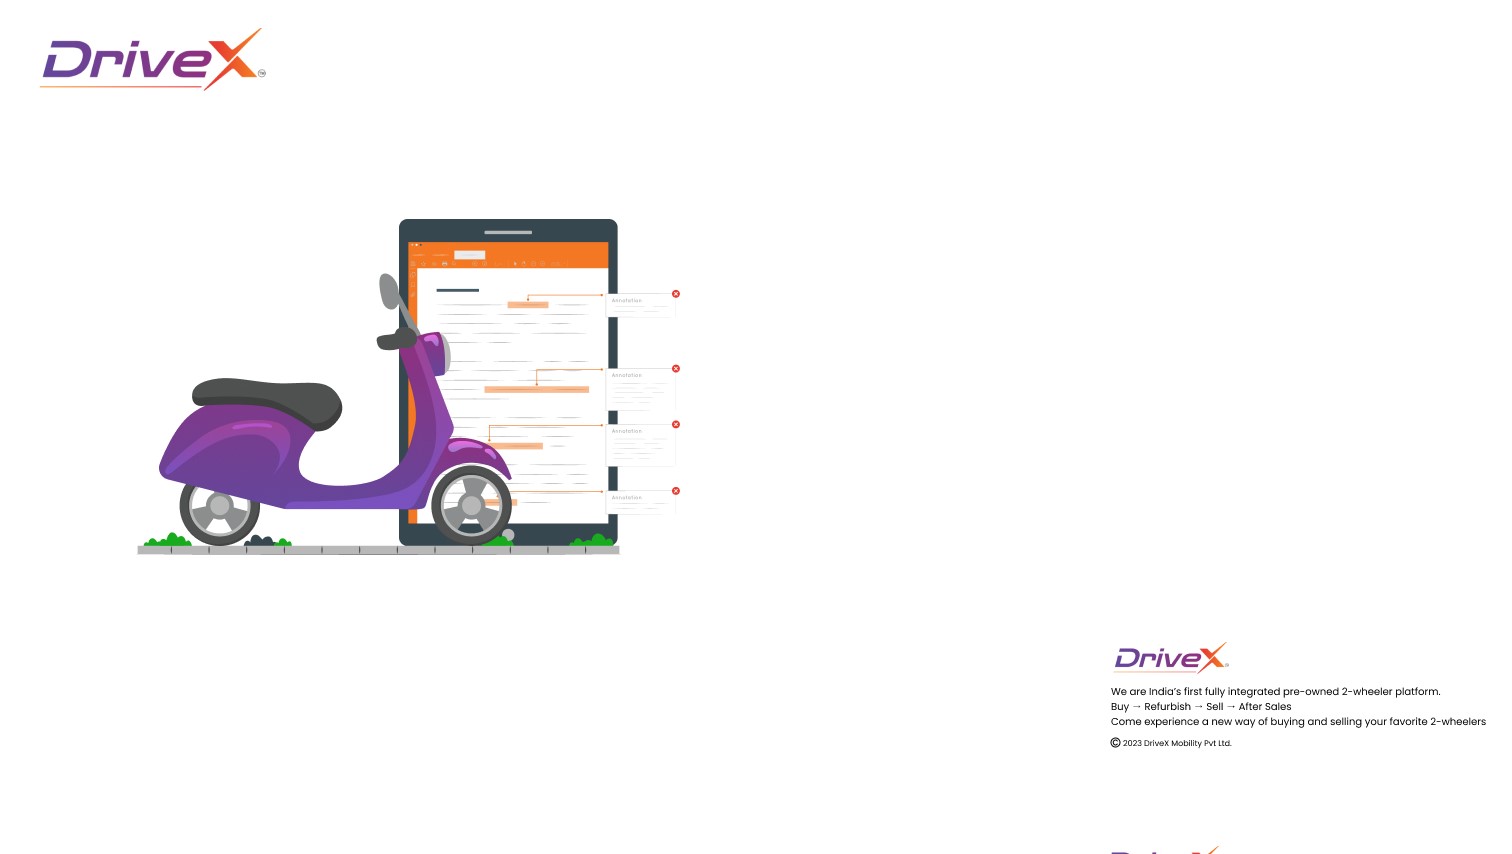 DriveX
TM
Annotation
Annotation
Annotation
Annotation
DriveX
We are India's first fully integrated pre-owned 2-wheeler platform.
Buy → Refurbish → Sell → After Sales
Come experience a new way of buying and selling your favorite 2-wheelers
© 2023 DriveX Mobility Pvt Ltd.